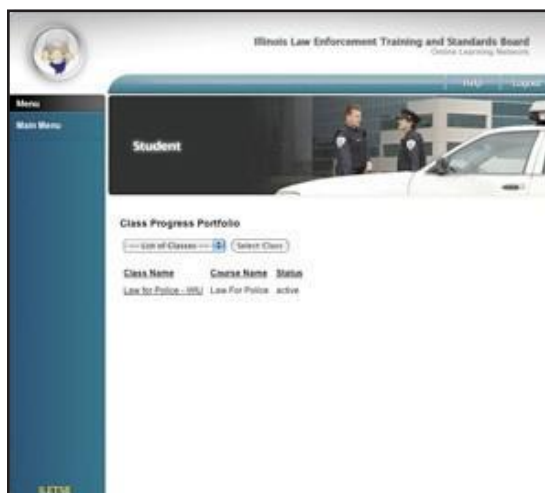 Illinois Law Enforcement Training and Standards Board
Online Learning Network
Help Logout
Menu
Main Menu
Student
Class Progress Portfolio
--- List of Classes --- Select Class
Class Name Course Name Status
Law for Police - WIU Law For Police active
ILETSB